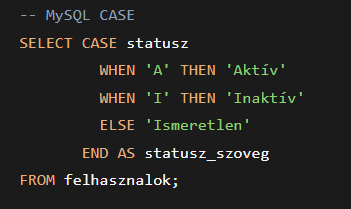 -- MySQL CASE
SELECT CASE statusz
WHEN 'A' THEN 'Aktív'
WHEN 'I' THEN 'Inaktív'
ELSE 'Ismeretlen'
END AS statusz_szoveg
FROM felhasznalok;